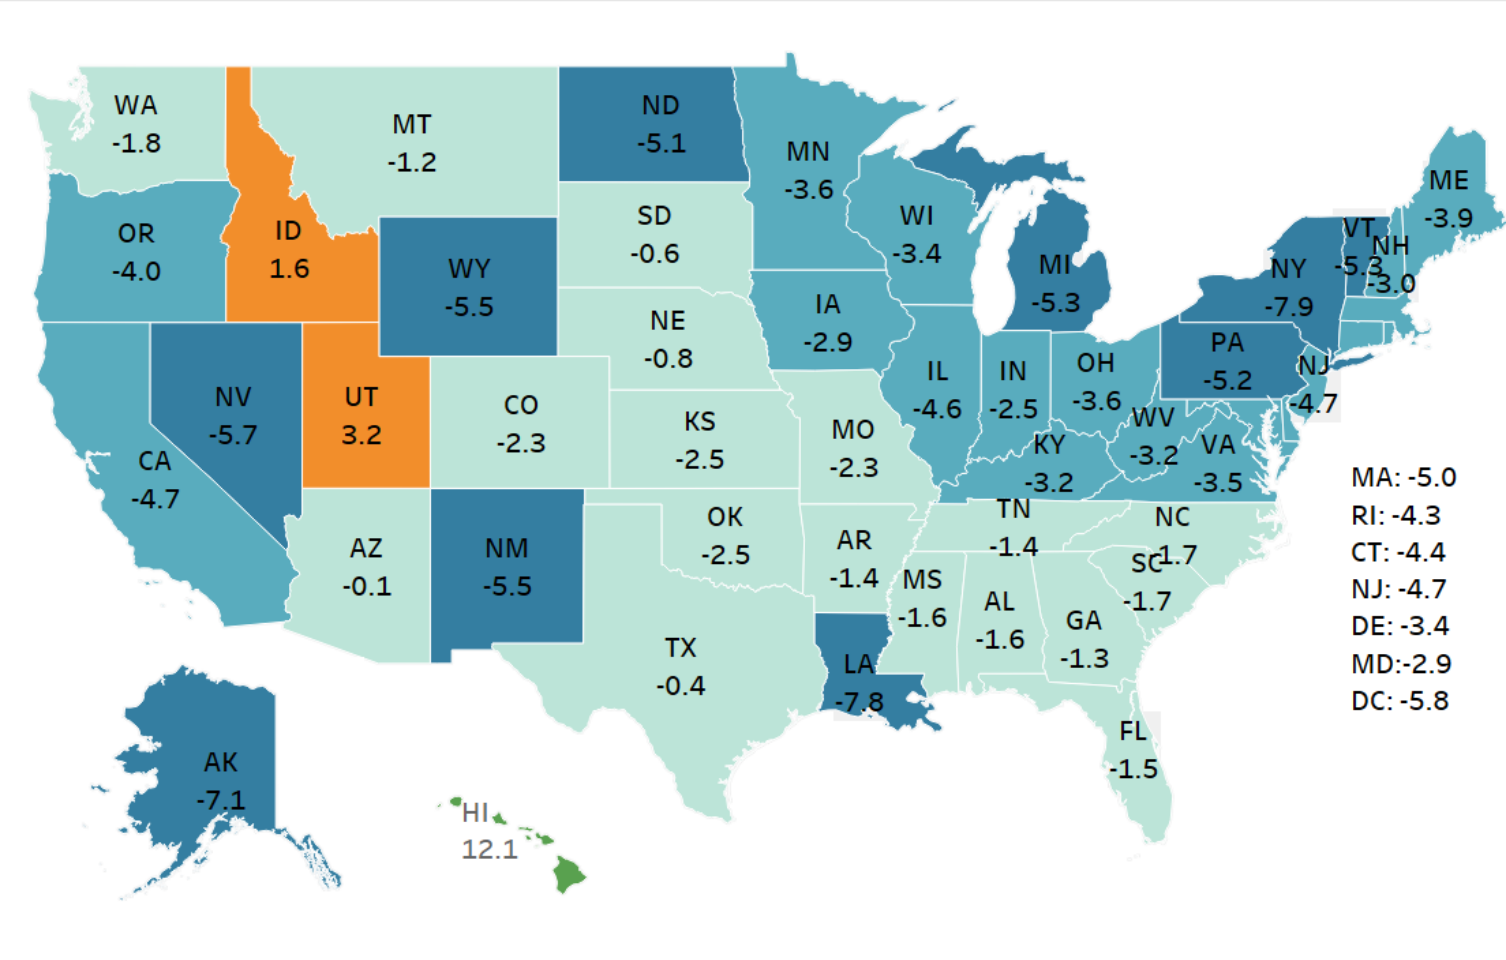 WA
-1.8
MT
-1.2
ND
-5.1
MN
-3.6
ME
-3.9
OR
-4.0
ID
1.6
WY
-5.5
SD
-0.6
WI
-3.4
MI
-5.3
NY
-7.9
VT
-5.3
NH
-3.0
NE
-0.8
IA
-2.9
PA
-5.2
NJ
-4.7
NV
-5.7
UT
3.2
CO
-2.3
KS
-2.5
MO
-2.3
IL
-4.6
IN
-2.5
OH
-3.6
WV
-3.2
VA
-3.5
KY
-3.2
CA
-4.7
AZ
-0.1
NM
-5.5
OK
-2.5
AR
-1.4
TN
-1.4
NC
-1.7
SC
-1.7
MS
-1.6
AL
-1.6
GA
-1.3
TX
-0.4
LA
-7.8
FL
-1.5
AK
-7.1
HI
12.1
MA: -5.0
RI: -4.3
CT: -4.4
NJ: -4.7
DE: -3.4
MD:-2.9
DC: -5.8